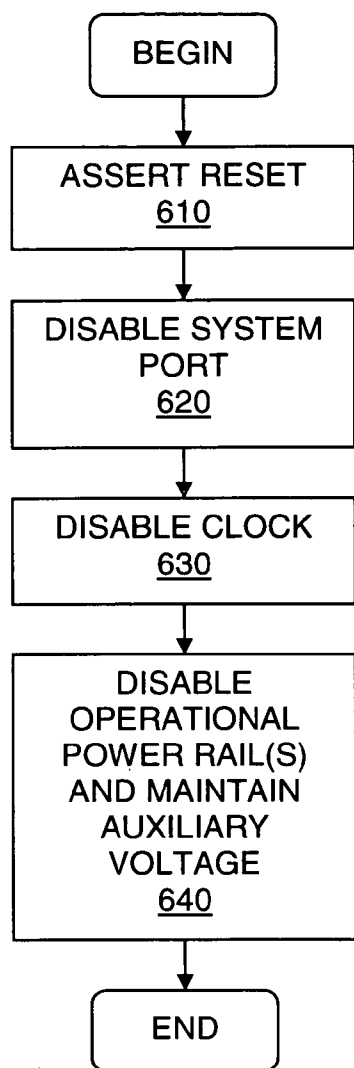 BEGIN
ASSERT RESET
610
DISABLE SYSTEM
PORT
620
DISABLE CLOCK
630
DISABLE
OPERATIONAL
POWER RAIL(S)
AND MAINTAIN
AUXILIARY
VOLTAGE
640
END